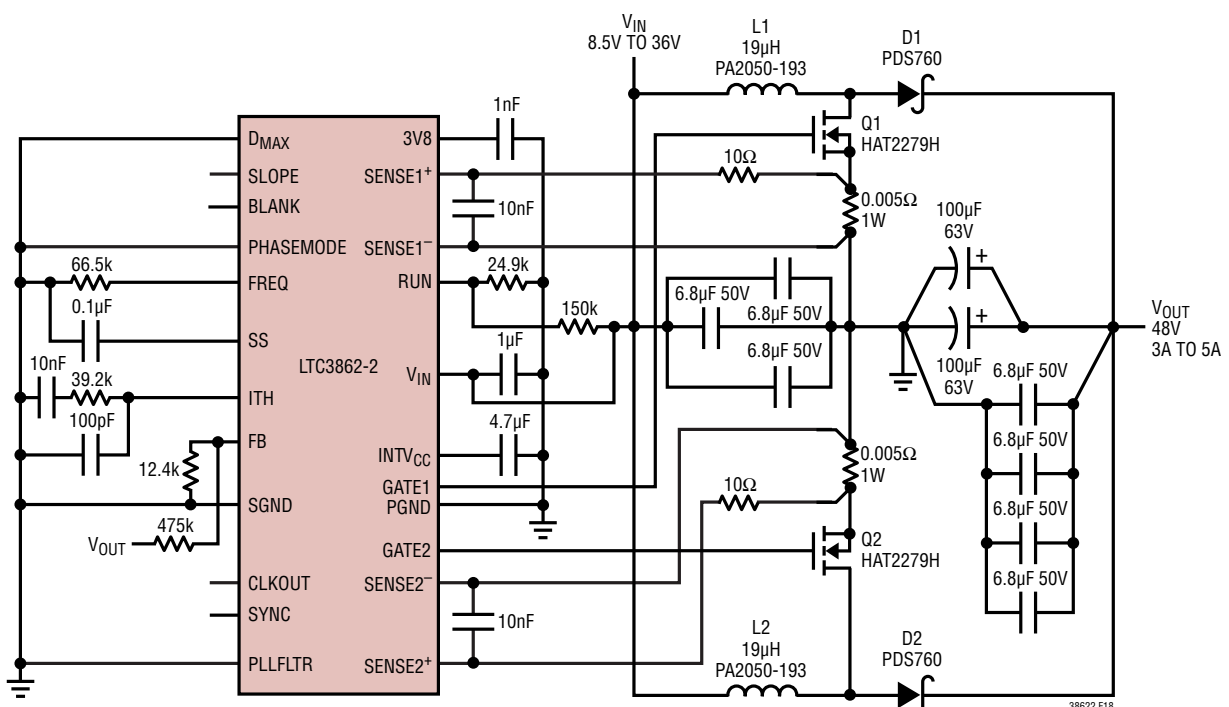 VIN
8.5V TO 36V
L1
19µH
PA2050-193
D1
PDS760
1nF
DMAX
3V8
Q1
HAT2279H
SLOPE
SENSE1+
10Ω
BLANK
10nF
0.005Ω
1W
100µF
63V
PHASEMODE
SENSE1–
66.5k
24.9k
FREQ
RUN
6.8µF 50V
6.8µF 50V
6.8µF 50V
0.1µF
150k
VOUT
48V
3A TO 5A
SS
1µF
10nF
39.2k
LTC3862-2
VIN
100µF
63V
ITH
100pF
4.7µF
6.8µF 50V
6.8µF 50V
6.8µF 50V
6.8µF 50V
FB
INTVCC
0.005Ω
1W
12.4k
GATE1
10Ω
SGND
PGND
475k
VOUT
GATE2
Q2
HAT2279H
CLKOUT
SENSE2–
SYNC
10nF
L2
19µH
PA2050-193
D2
PDS760
PLLFLTR
SENSE2+
38622 F18